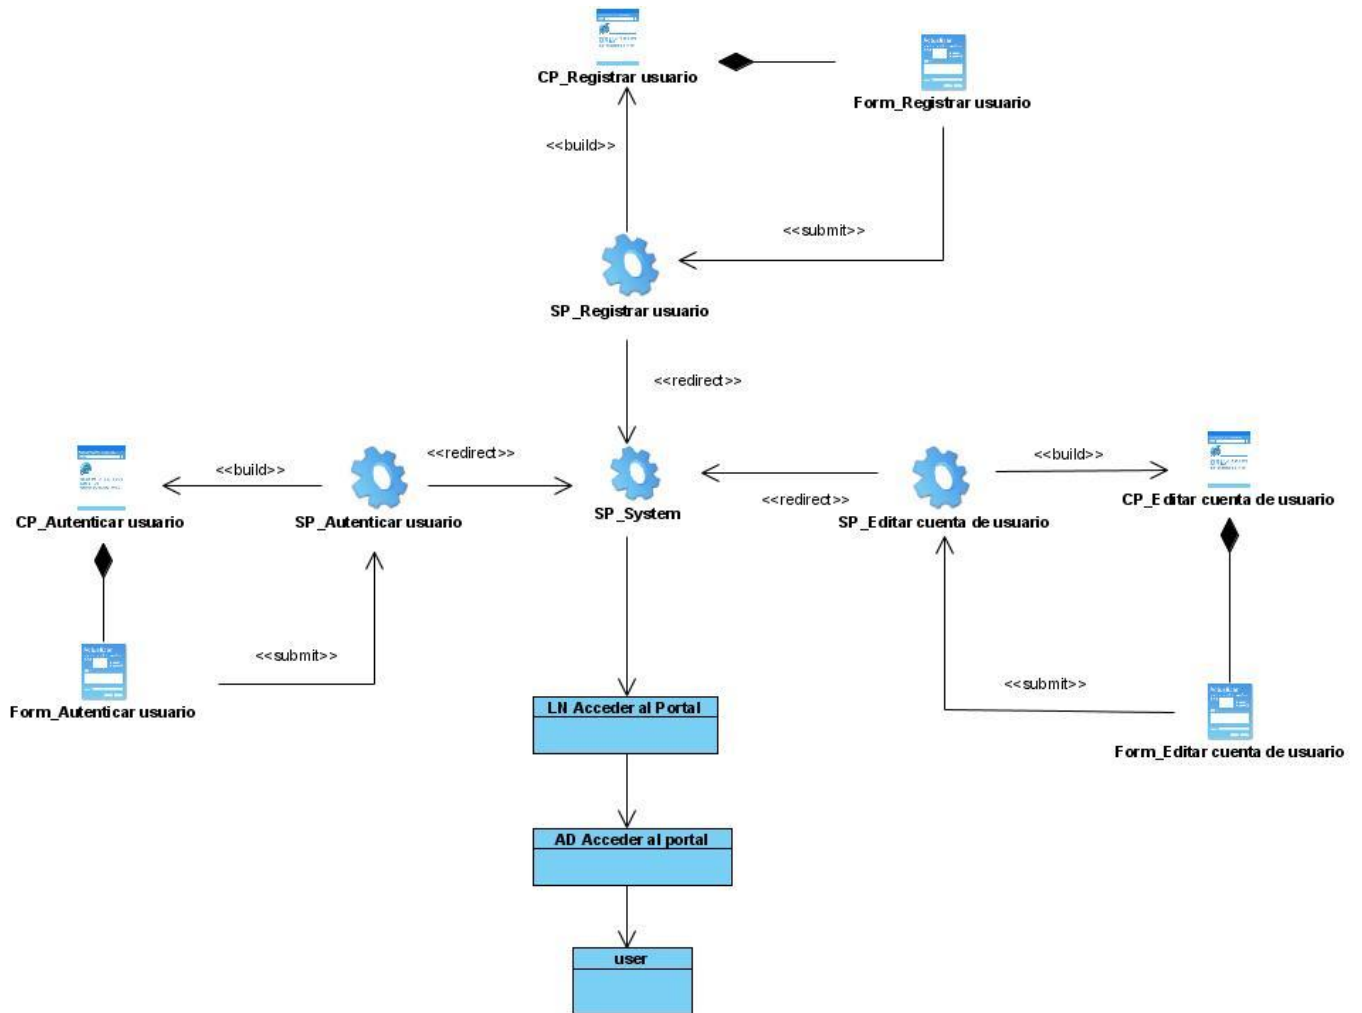 CP_Registrar usuario
Form_Registrar usuario
<<build>>
<<submit>>
SP_Registrar usuario
<<redirect>>
<<build>>
<<redirect>>
<<build>>
<<redirect>>
CP_Autenticar usuario
SP_Autenticar usuario
SP_System
SP_Editar cuenta de usuario
CP_Editar cuenta de usuario
<<submit>>
<<submit>>
Form_Autenticar usuario
LN Acceder al Portal
Form_Editar cuenta de usuario
AD Acceder al portal
user